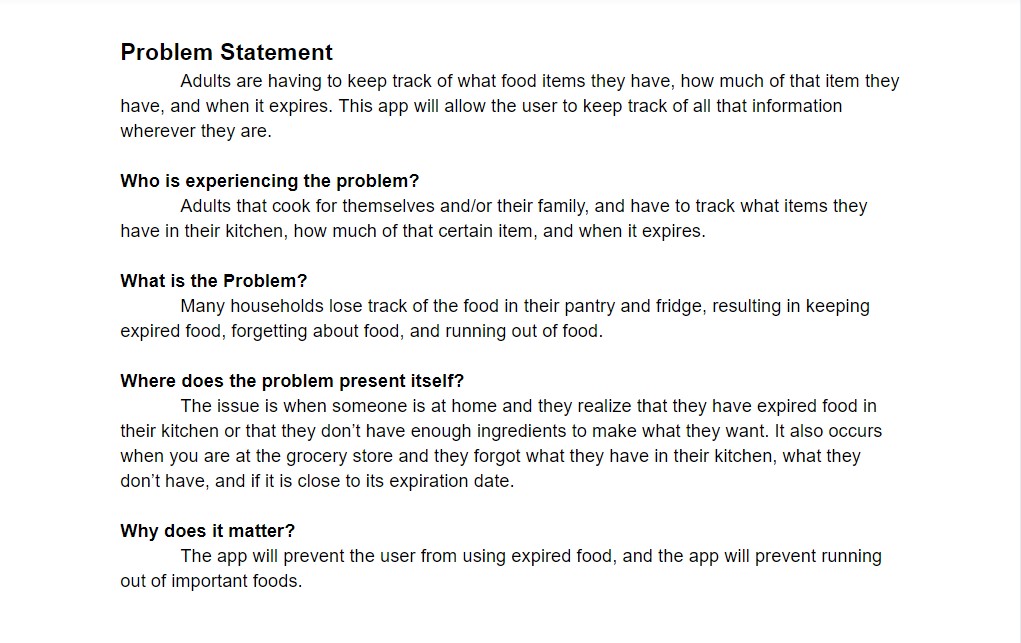 Problem Statement
Adults are having to keep track of what food items they have, how much of that item they
have, and when it expires. This app will allow the user to keep track of all that information
wherever they are.
Who is experiencing the problem?
Adults that cook for themselves and/or their family, and have to track what items they
have in their kitchen, how much of that certain item, and when it expires.
What is the Problem?
Many households lose track of the food in their pantry and fridge, resulting in keeping
expired food, forgetting about food, and running out of food.
Where does the problem present itself?
The issue is when someone is at home and they realize that they have expired food in
their kitchen or that they don’t have enough ingredients to make what they want. It also occurs
when you are at the grocery store and they forgot what they have in their kitchen, what they
don’t have, and if it is close to its expiration date.
Why does it matter?
The app will prevent the user from using expired food, and the app will prevent running
out of important foods.